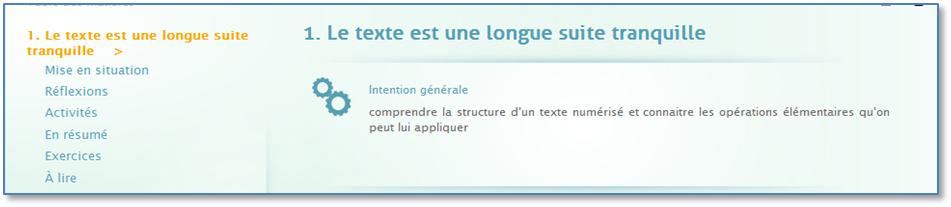 1. Le texte est une longue suite
tranquille >
Mise en situation
Réflexions
Activités
En résumé
Exercices
À lire
1. Le texte est une longue suite tranquille
Intention générale
comprendre la structure d'un texte numérisé et connaitre les opérations élémentaires qu'on
peut lui appliquer